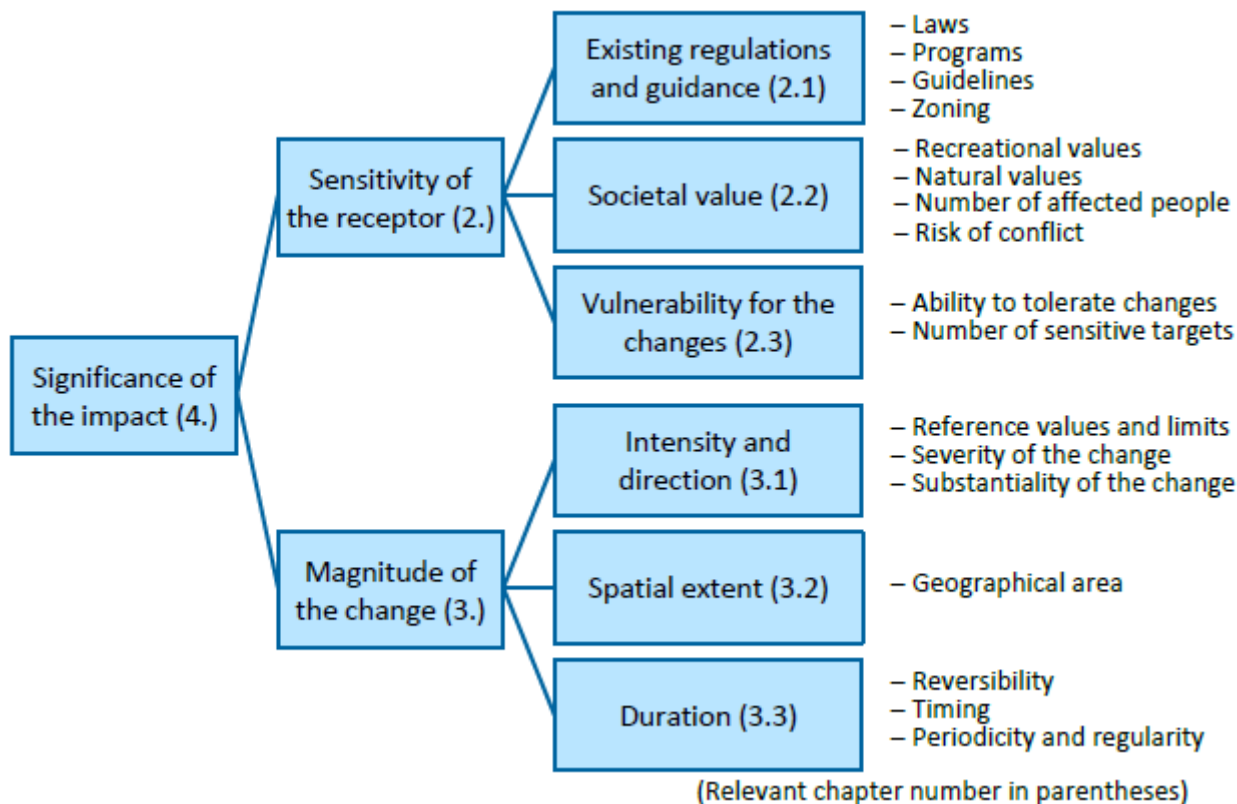 Significance of
the impact (4.)
Sensitivity of
the receptor (2.)
Existing regulations
and guidance (2.1)
– Laws
– Programs
– Guidelines
– Zoning
Societal value (2.2)
– Recreational values
– Natural values
– Number of affected people
– Risk of conflict
Vulnerability for the
changes (2.3)
– Ability to tolerate changes
– Number of sensitive targets
Magnitude of
the change (3.)
Intensity and
direction (3.1)
– Reference values and limits
– Severity of the change
– Substantiality of the change
Spatial extent (3.2)
– Geographical area
Duration (3.3)
– Reversibility
– Timing
– Periodicity and regularity
(Relevant chapter number in parentheses)